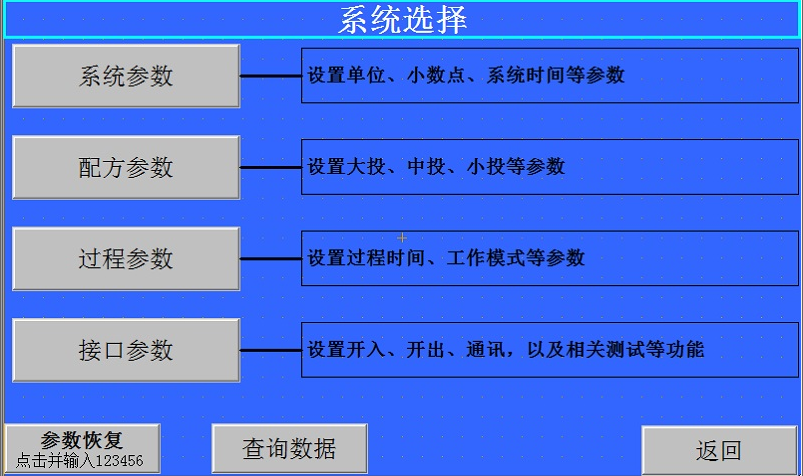 系统选择
系统参数
设置单位、小数点、系统时间等参数
配方参数
设置大投、中投、小投等参数
过程参数
设置过程时间、工作模式等参数
接口参数
设置开入、开出、通讯，以及相关测试等功能
参数恢复
点击并输入123456
查询数据
返回